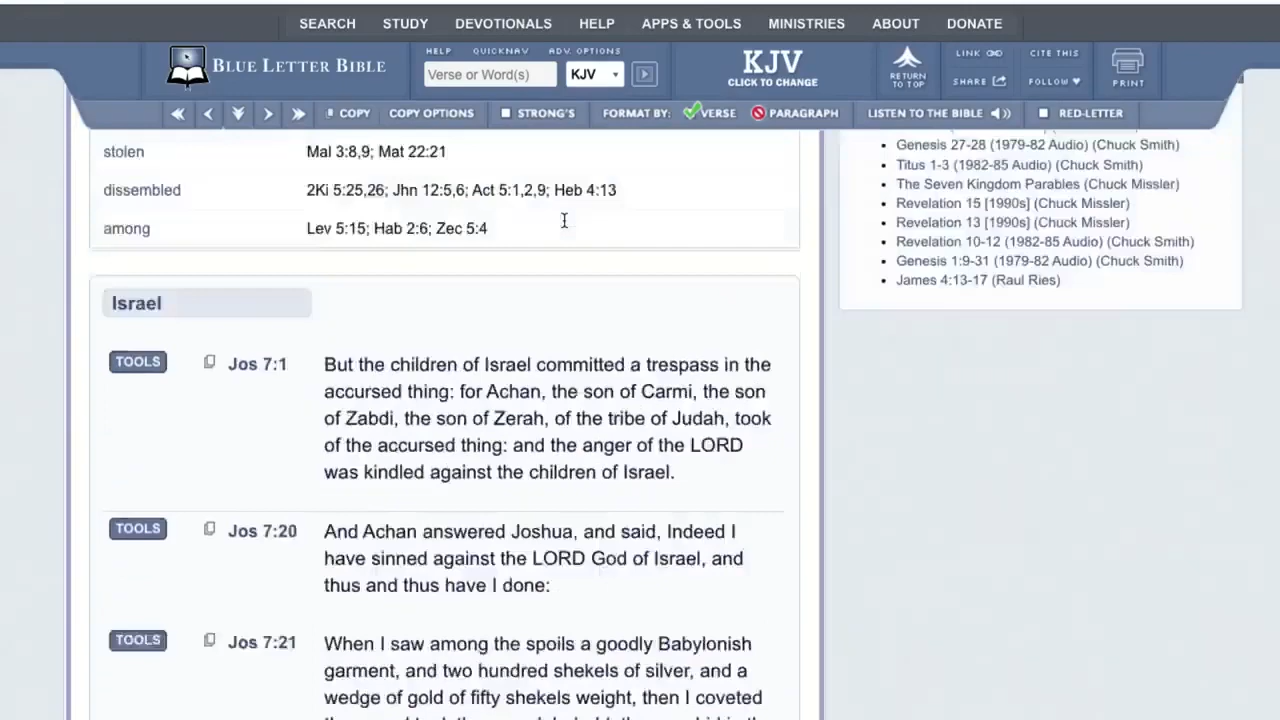 SEARCH STUDY DEVOTIONALS HELP APPS & TOOLS MINISTRIES ABOUT DONATE
BLUE LETTER BIBLE
HELP QUICKNAV ADV. OPTIONS
Verse or Word(s) KJV
KJV
CLICK TO CHANGE
RETURN
TO TOP
LINK CITE THIS
SHARE FOLLOW
PRINT
COPY COPY OPTIONS STRONG'S FORMAT BY: VERSE PARAGRAPH LISTEN TO THE BIBLE RED-LETTER
stolen Mal 3:8,9; Mat 22:21
dissembled 2Ki 5:25,26; Jhn 12:5,6; Act 5:1,2,9; Heb 4:13
among Lev 5:15; Hab 2:6; Zec 5:4
Israel
TOOLS Jos 7:1 But the children of Israel committed a trespass in the
accursed thing: for Achan, the son of Carmi, the son
of Zabdi, the son of Zerah, of the tribe of Judah, took
of the accursed thing: and the anger of the LORD
was kindled against the children of Israel.
TOOLS Jos 7:20 And Achan answered Joshua, and said, Indeed I
have sinned against the LORD God of Israel, and
thus and thus have I done:
TOOLS Jos 7:21 When I saw among the spoils a goodly Babylonish
garment, and two hundred shekels of silver, and a
wedge of gold of fifty shekels weight, then I coveted
Genesis 27-28 (1979-82 Audio) (Chuck Smith)
Titus 1-3 (1982-85 Audio) (Chuck Smith)
The Seven Kingdom Parables (Chuck Missler)
Revelation 15 [1990s] (Chuck Missler)
Revelation 13 [1990s] (Chuck Missler)
Revelation 10-12 (1982-85 Audio) (Chuck Smith)
Genesis 1:9-31 (1979-82 Audio) (Chuck Smith)
James 4:13-17 (Raul Ries)